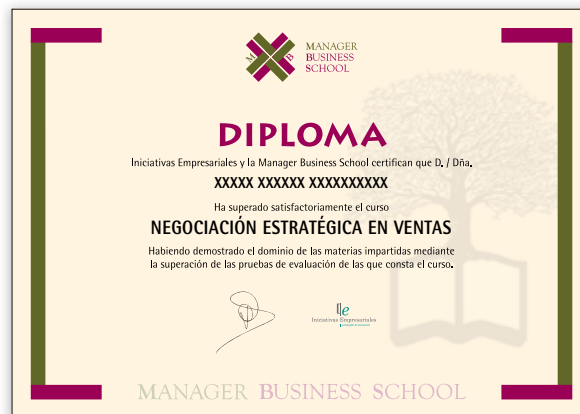 M B
MANAGER
BUSINESS
SCHOOL
DIPLOMA
Iniciativas Empresariales y la Manager Business School certifican que D. / Dña.
XXXXX XXXXXX XXXXXXXXXX
Ha superado satisfactoriamente el curso
NEGOCIACIÓN ESTRATÉGICA EN VENTAS
Habiendo demostrado el dominio de las materias impartidas mediante
la superación de las pruebas de evaluación de las que consta el curso.
Iniciativas Empresariales
MANAGER BUSINESS SCHOOL